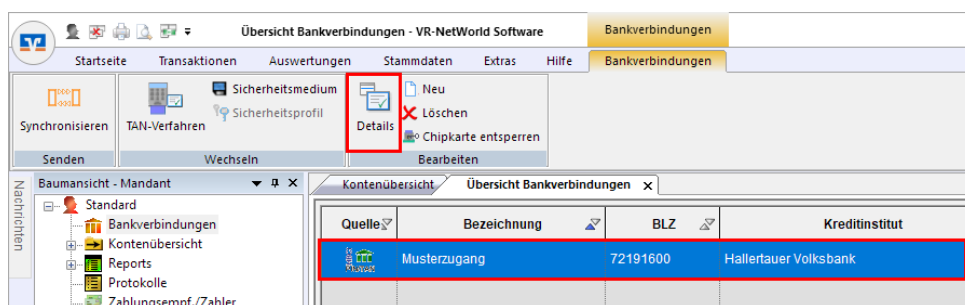 Übersicht Bankverbindungen - VR-NetWorld Software
Bankverbindungen
Startseite Transaktionen Auswertungen Stammdaten Extras Hilfe Bankverbindungen
Synchronisieren
TAN-Verfahren
Sicherheitsmedium
Sicherheitsprofil
Details
Neu
Löschen
Chipkarte entsperren
Senden Wechseln Bearbeiten
Nachrichten
Baumansicht - Mandant
Standard
Bankverbindungen
Kontenübersicht
Reports
Protokolle
Zahlungsempf./Zahler
Kontenübersicht Übersicht Bankverbindungen x
Quelle Bezeichnung BLZ Kreditinstitut
Musterzugang 72191600 Hallertauer Volksbank